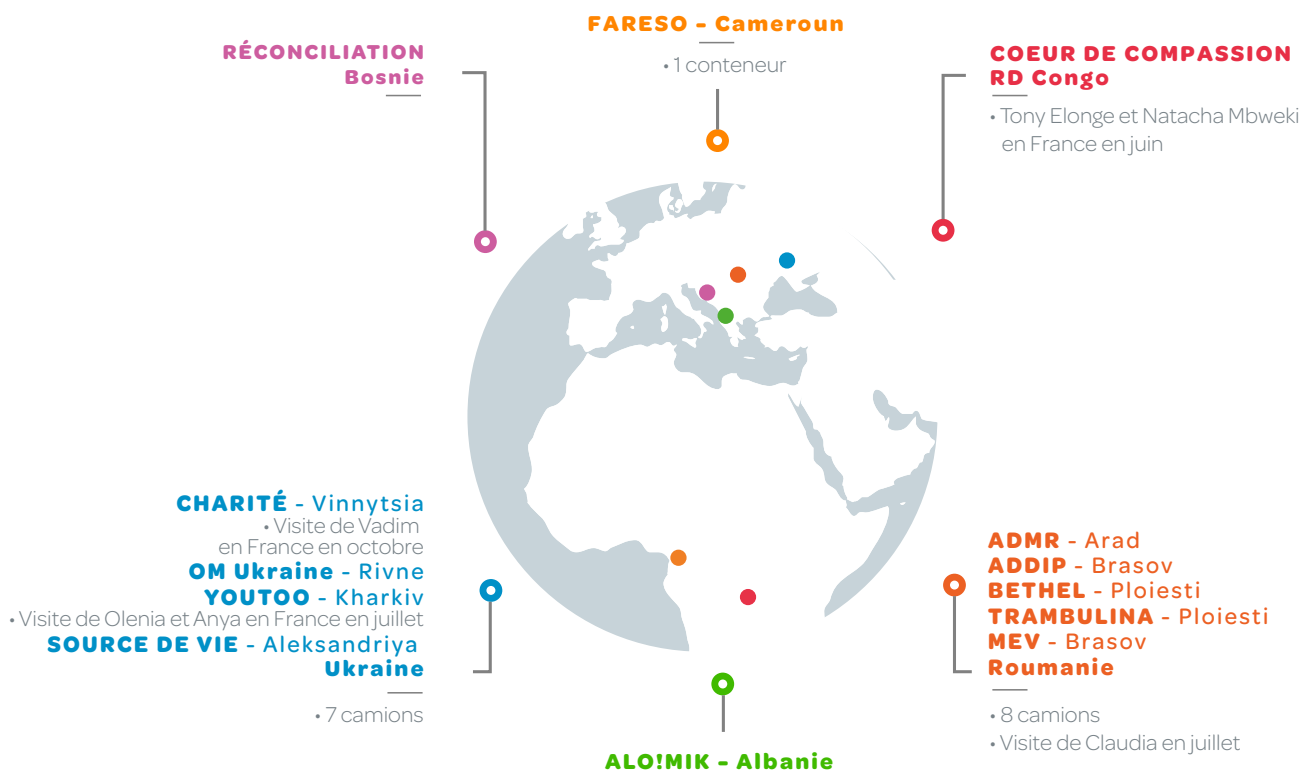 FARESO - Cameroun
• 1 conteneur
RÉCONCILIATION
Bosnie
COEUR DE COMPASSION
RD Congo
• Tony Elonge et Natacha Mbweki
en France en juin
CHARITÉ - Vinnytsia
• Visite de Vadim
en France en octobre
OM Ukraine - Rivne
YOUTOO - Kharkiv
• Visite de Olenia et Anya en France en juillet
SOURCE DE VIE - Aleksandriya
Ukraine
• 7 camions
ADMR - Arad
ADDIP - Brasov
BETHEL - Ploiesti
TRAMBULINA - Ploiesti
MEV - Brasov
Roumanie
• 8 camions
• Visite de Claudia en juillet
ALO!MIK - Albanie